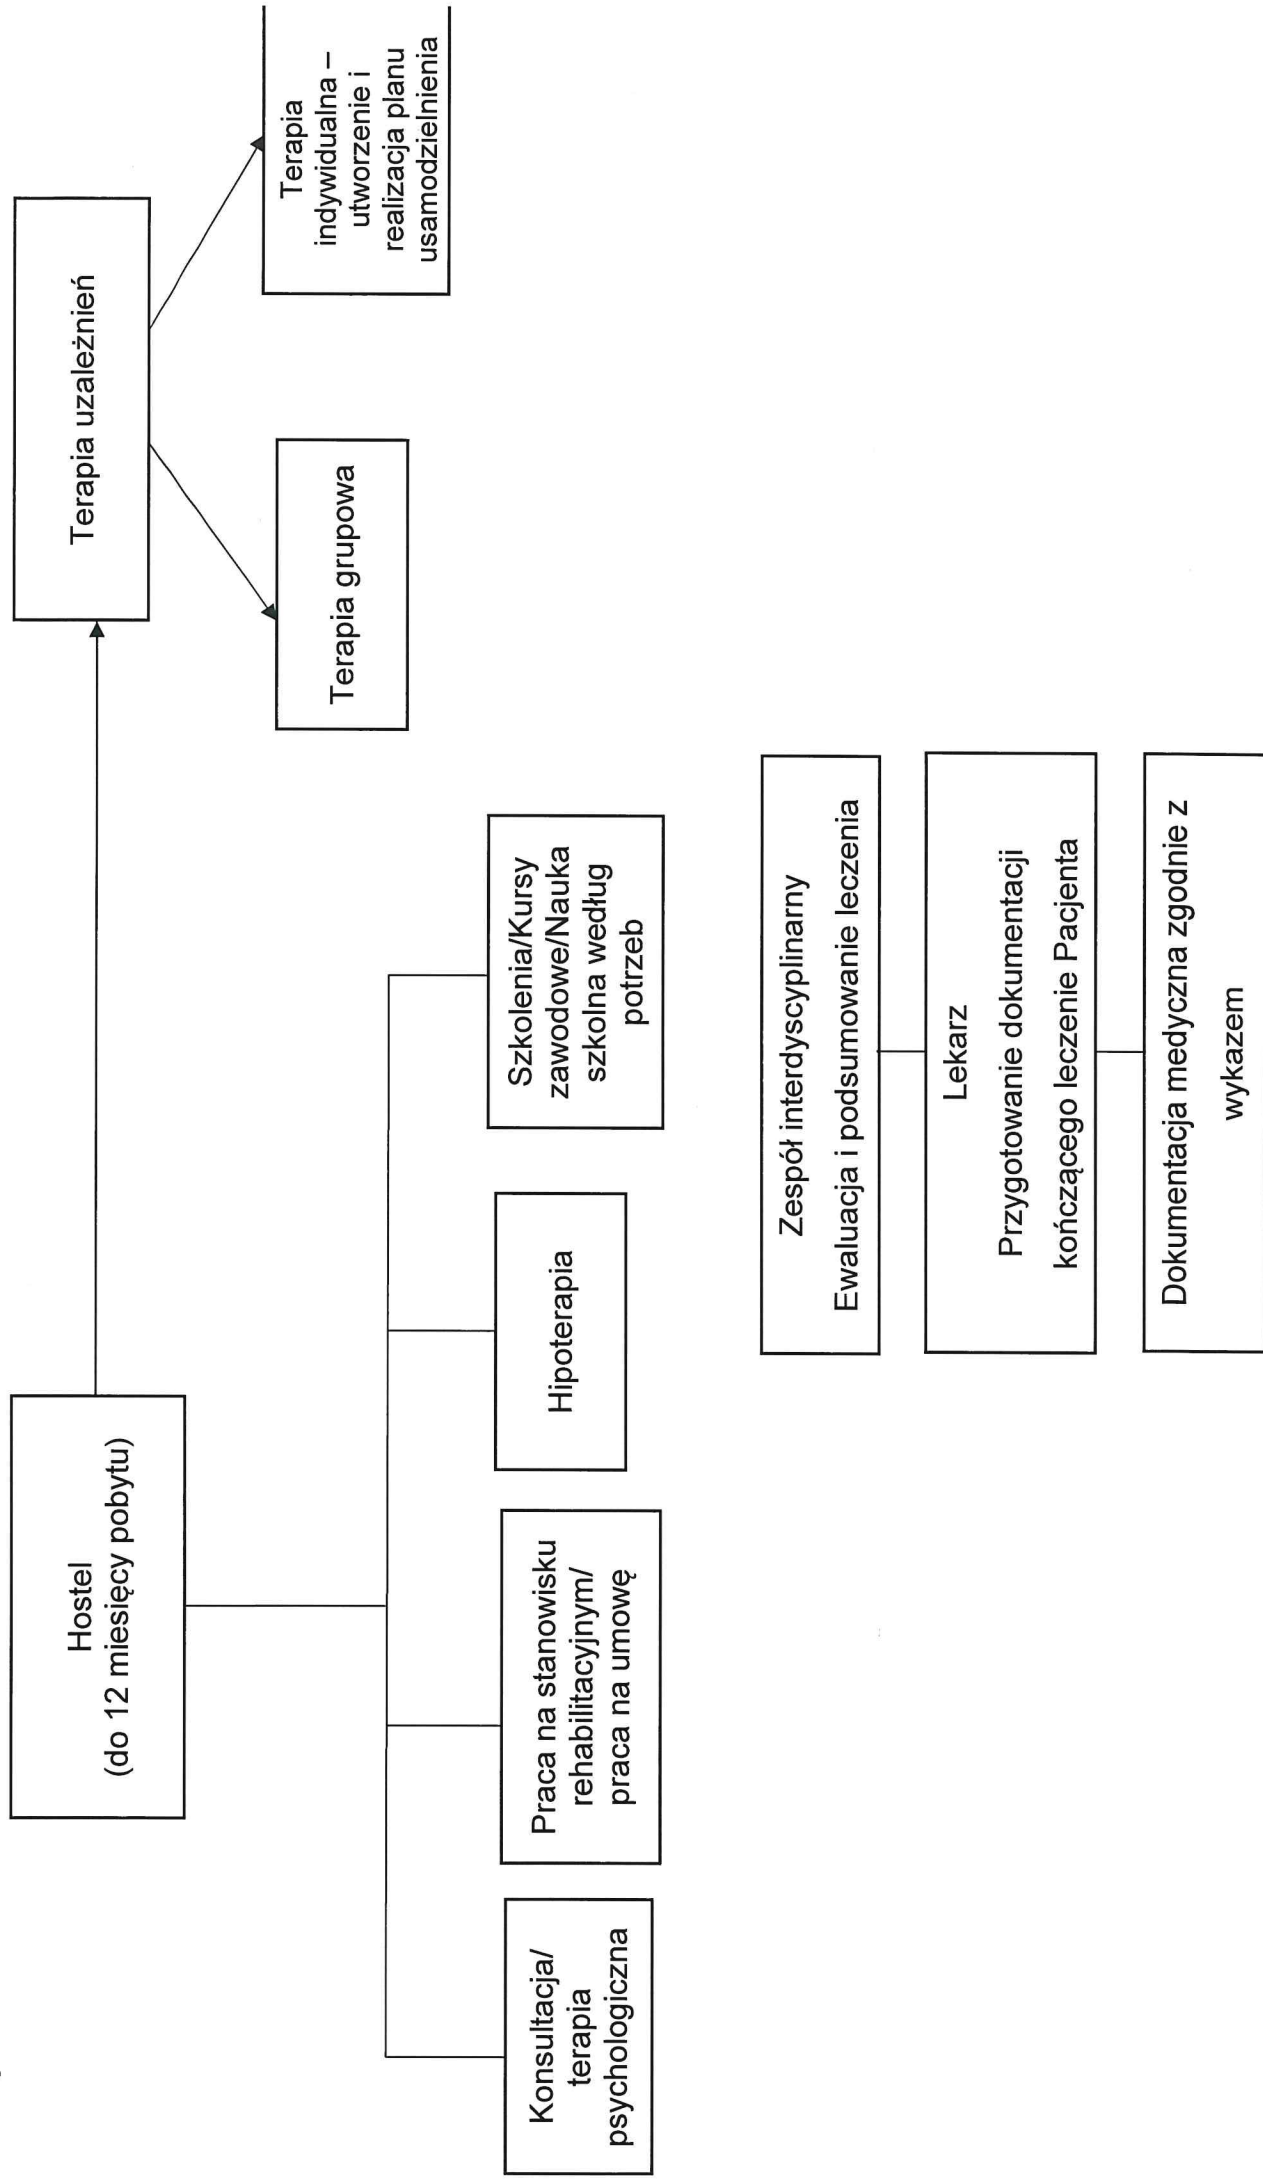 Hostel
(do 12 miesięcy pobytu)
Terapia uzależnień
Terapia grupowa
Terapia
indywidualna –
utworzenie i
realizacja planu
usamodzielnienia
Konsultacja/
terapia
psychologiczna
Praca na stanowisku
rehabilitacyjnym/
praca na umowę
Hipoterapia
Szkolenia/Kursy
zawodowe/Nauka
szkolna według
potrzeb
Zespół interdyscyplinarny
Ewaluacja i podsumowanie leczenia
Lekarz
Przygotowanie dokumentacji
kończącego leczenie Pacjenta
Dokumentacja medyczna zgodnie z
wykazem